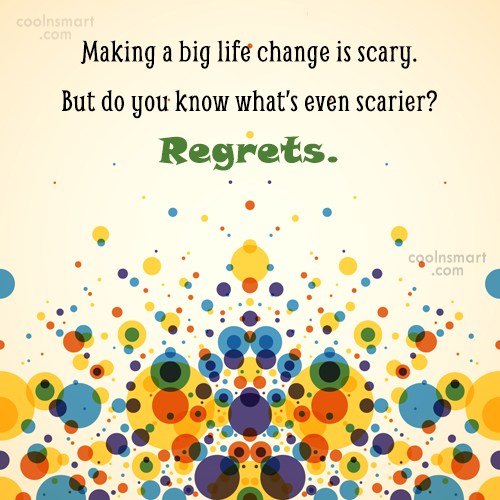 coolnsmart
.com
Making a big life change is scary.
But do you know what's even scarier?
Regrets.
coolnsmart
.com